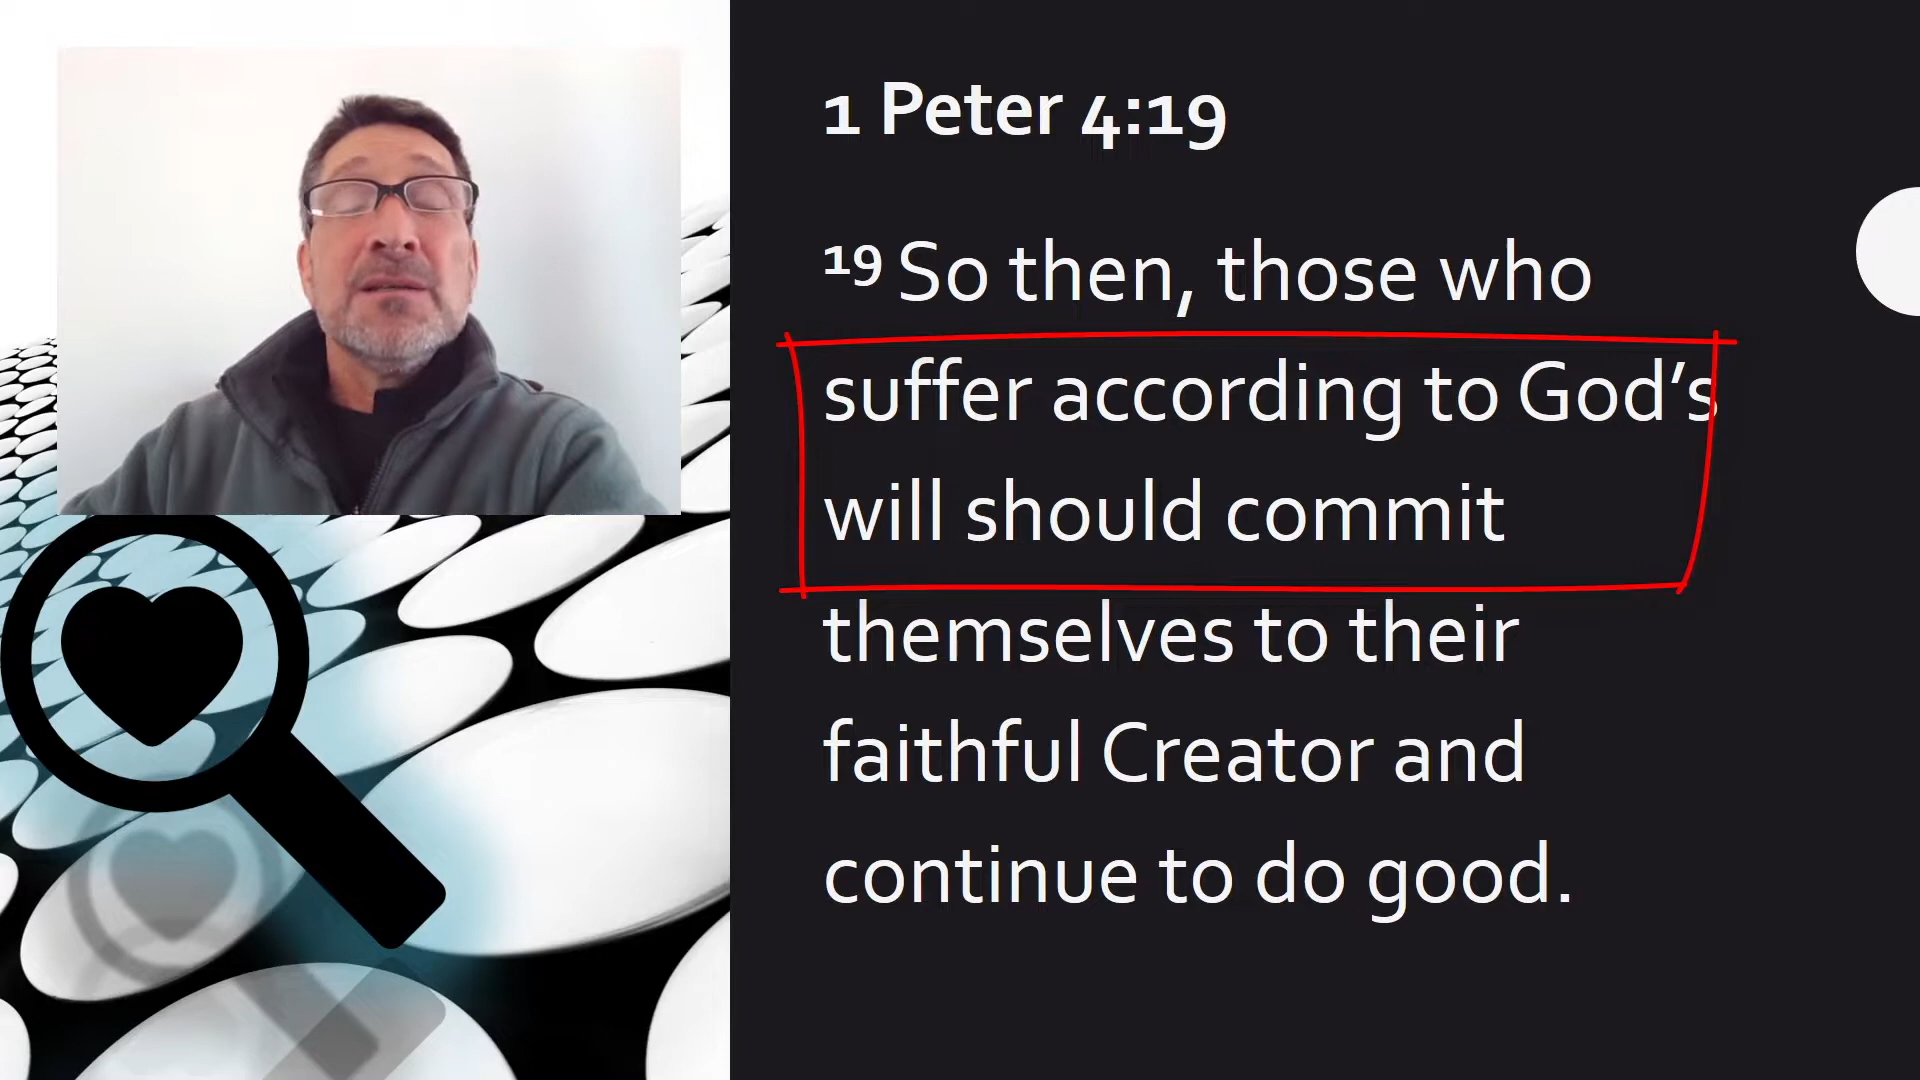 1 Peter 4:19
19 So then, those who
suffer according to God’s
will should commit
themselves to their
faithful Creator and
continue to do good.